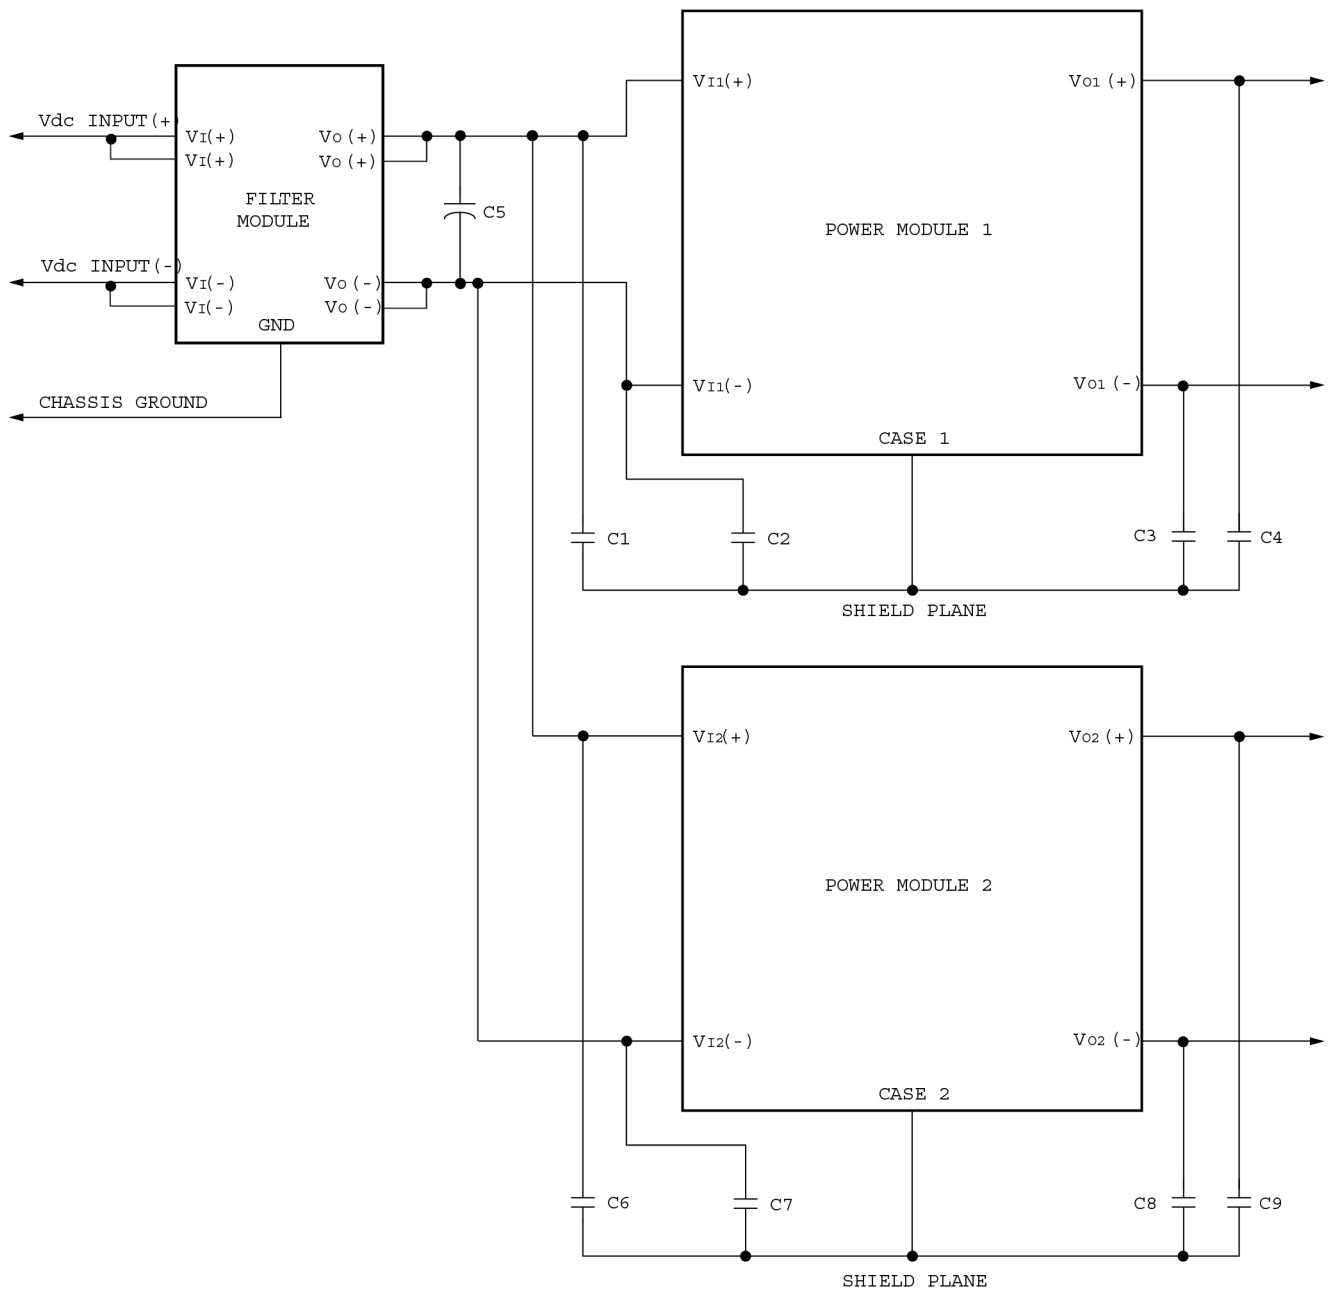 Vdc INPUT(+)
VI(+)
VI(+)
VO(+)
VO(+)
FILTER
MODULE
C5
Vdc INPUT(-)
VI(-)
VI(-)
VO(-)
VO(-)
GND
CHASSIS GROUND
VI1(+)
VO1(+)
POWER MODULE 1
VI1(-)
VO1(-)
CASE 1
C1
C2
C3
C4
SHIELD PLANE
VI2(+)
VO2(+)
POWER MODULE 2
VI2(-)
VO2(-)
CASE 2
C6
C7
C8
C9
SHIELD PLANE